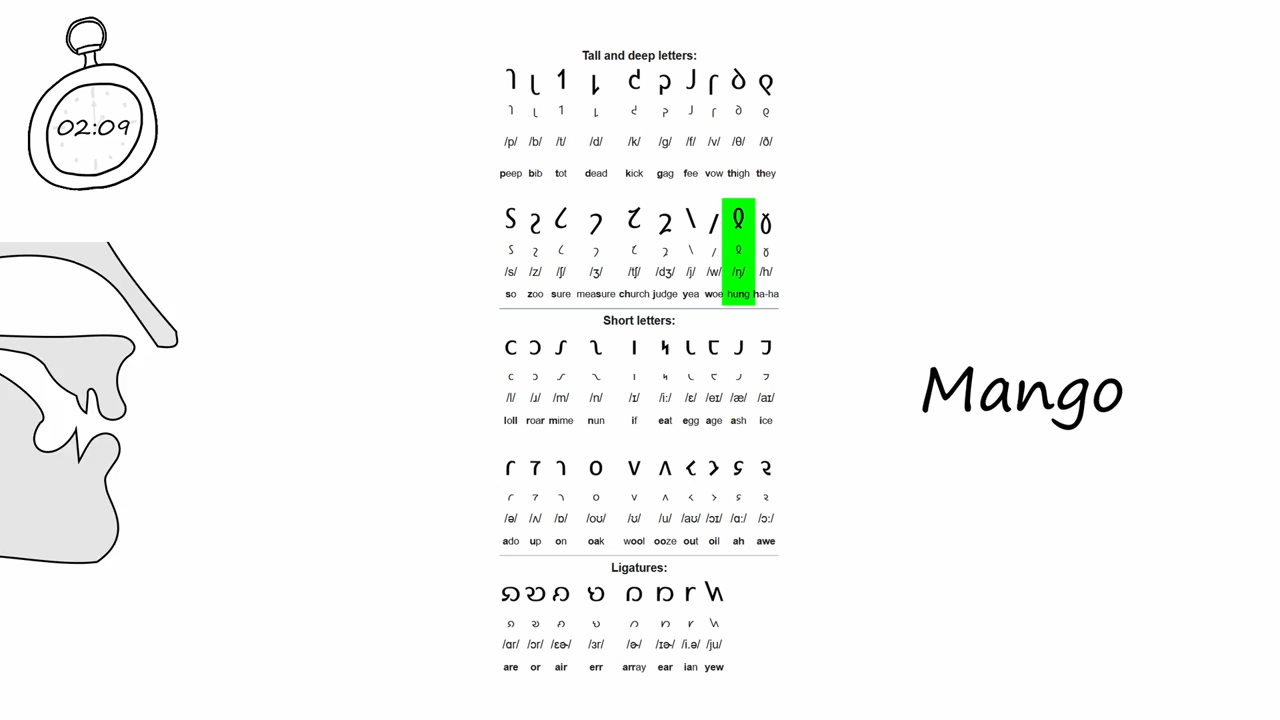 02:09
Tall and deep letters:
𐑐 𐑚 𐑑 𐑛 𐑒 𐑜 𐑓 𐑝 𐑔 𐑞
𐑐 𐑚 𐑑 𐑛 𐑒 𐑜 𐑓 𐑝 𐑔 𐑞
/p/ /b/ /t/ /d/ /k/ /g/ /f/ /v/ /θ/ /ð/
peep bib tot dead kick gag fee vow thigh they
𐑕 𐑟 𐑖 𐑠 𐑗 𐑡 𐑘 𐑢 𐑙 𐑣
𐑕 𐑟 𐑖 𐑠 𐑗 𐑡 𐑘 𐑢 𐑙 𐑣
/s/ /z/ /ʃ/ /ʒ/ /tʃ/ /dʒ/ /j/ /w/ /ŋ/ /h/
so zoo sure measure church judge yea woe hung ha-ha
Short letters:
𐑤 𐑮 𐑥 𐑯 𐑦 𐑰 𐑧 𐑱 𐑨 𐑲
𐑤 𐑮 𐑥 𐑯 𐑦 𐑰 𐑧 𐑱 𐑨 𐑲
/l/ /ɹ/ /m/ /n/ /ɪ/ /i:/ /ɛ/ /eɪ/ /æ/ /aɪ/
loll roar mime nun if eat egg age ash ice
𐑩 𐑳 𐑪 𐑴 𐑫 𐑵 𐑬 𐑶 𐑭 𐑷
𐑩 𐑳 𐑪 𐑴 𐑫 𐑵 𐑬 𐑶 𐑭 𐑷
/ə/ /ʌ/ /ɒ/ /oʊ/ /ʊ/ /u/ /aʊ/ /ɔɪ/ /ɑ:/ /ɔ:/
ado up on oak wool ooze out oil ah awe
Ligatures:
𐑸 𐑹 𐑺 𐑻 𐑼 𐑽 𐑾 𐑿
𐑸 𐑹 𐑺 𐑻 𐑼 𐑽 𐑾 𐑿
/ɑr/ /ɔr/ /ɛɚ/ /ɜr/ /ɚ/ /ɪɚ/ /i.ə/ /ju/
are or air err array ear ian yew
Mango